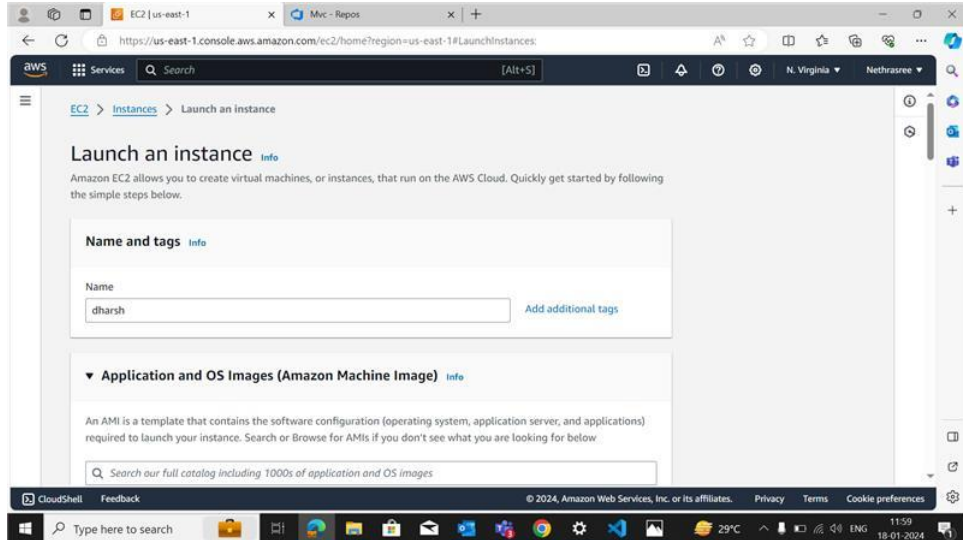 EC2 | us-east-1
Mvc - Repos
https://us-east-1.console.aws.amazon.com/ec2/home?region=us-east-1#LaunchInstances:
aws
Services
Search
[Alt+S]
N. Virginia
Nethrasree
EC2 > Instances > Launch an instance
Launch an instance Info
Amazon EC2 allows you to create virtual machines, or instances, that run on the AWS Cloud. Quickly get started by following
the simple steps below.
Name and tags Info
Name
dharsh
Add additional tags
Application and OS Images (Amazon Machine Image) Info
An AMI is a template that contains the software configuration (operating system, application server, and applications)
required to launch your instance. Search or Browse for AMIs if you don't see what you are looking for below
Search our full catalog including 1000s of application and OS images
CloudShell Feedback
© 2024, Amazon Web Services, Inc. or its affiliates. Privacy Terms Cookie preferences
Type here to search
29°C
ENG
11:59
18-01-2024